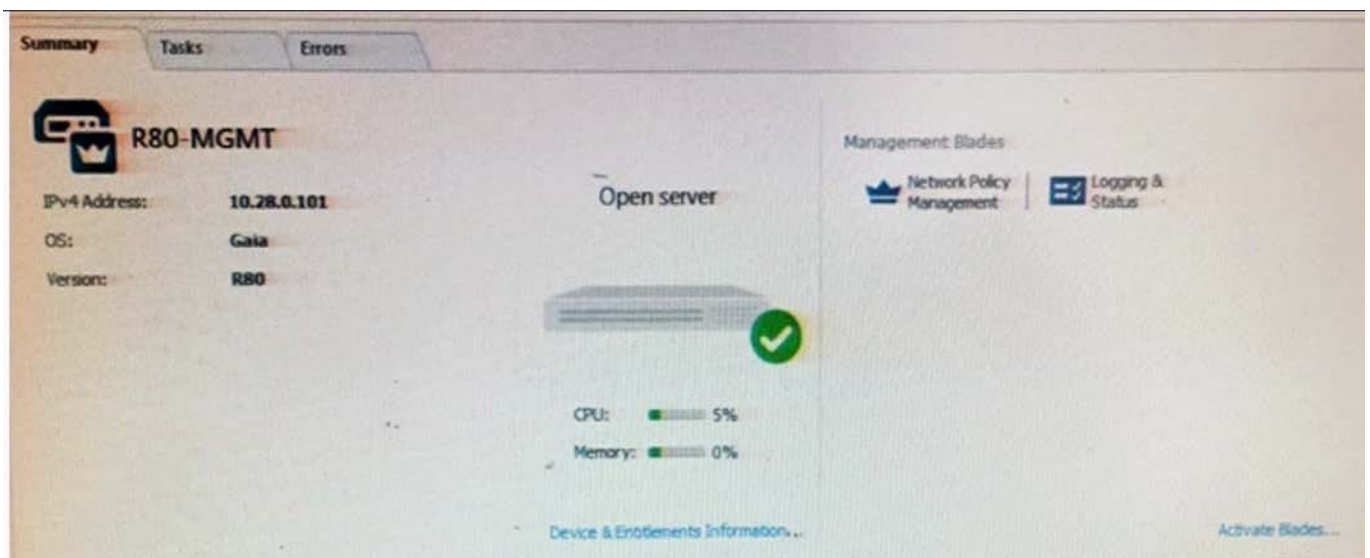 Summary
Tasks
Errors
R80-MGMT
IPv4 Address: 10.28.0.101
OS: Gaia
Version: R80
Open server
CPU: 5%
Memory: 0%
Device & Entitlements Information...
Management Blades
Network Policy
Management
Logging &
Status
Activate Blades...